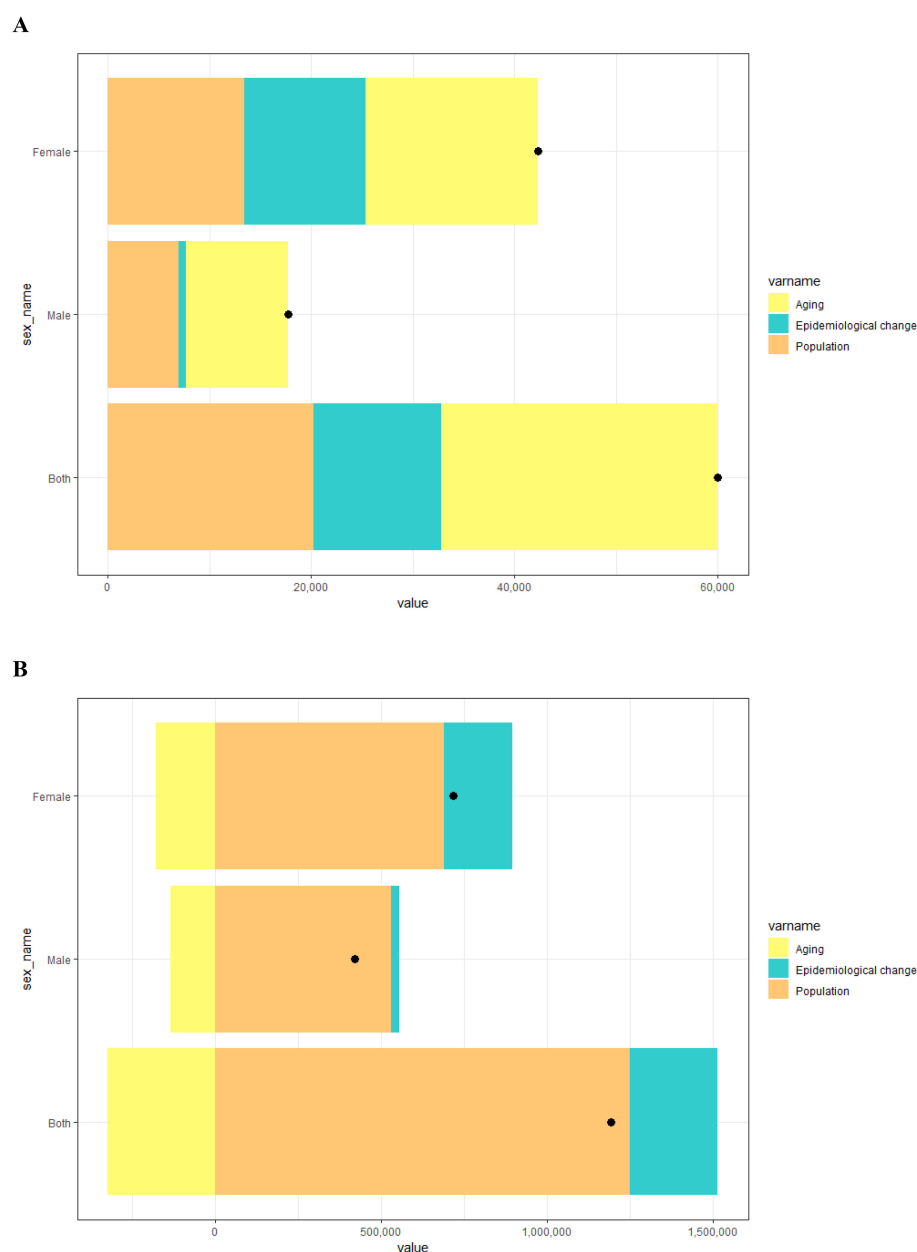 A
Female
Male
Both
sex_name
0 20,000 40,000 60,000
value
varname
Aging
Epidemiological change
Population
B
Female
Male
Both
sex_name
0 500,000 1,000,000 1,500,000
value
varname
Aging
Epidemiological change
Population